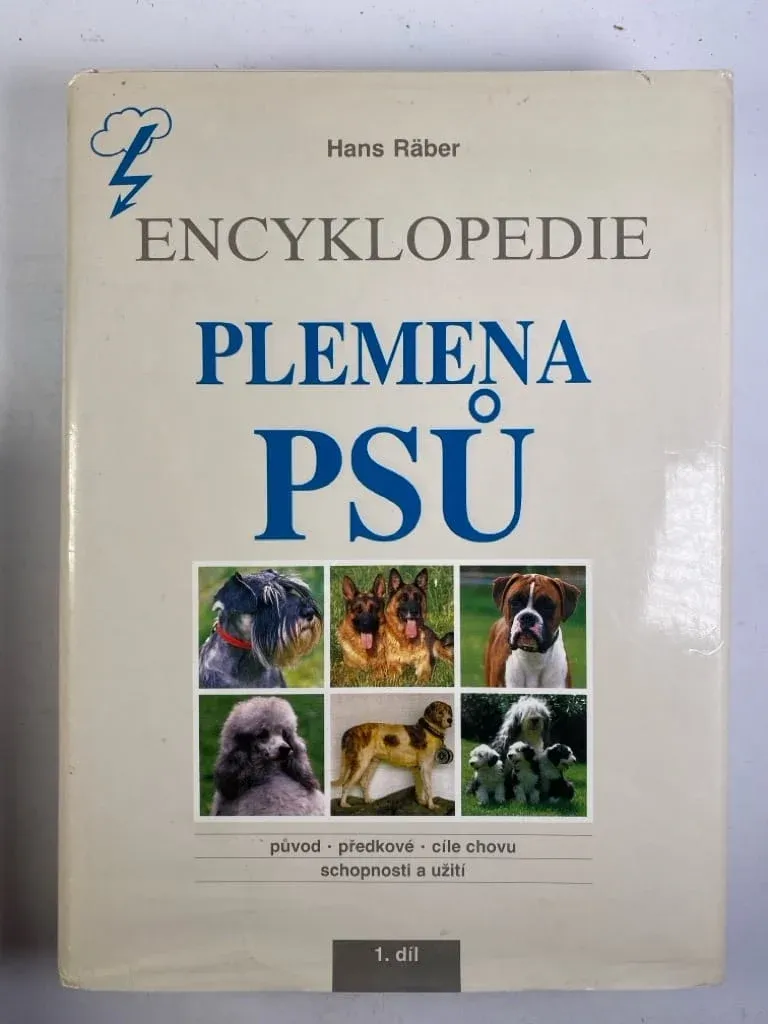 Hans Räber
ENCYKLOPEDIE
PLEMENA
PSŮ
původ · předkové · cíle chovu
schopnosti a užití
1. díl